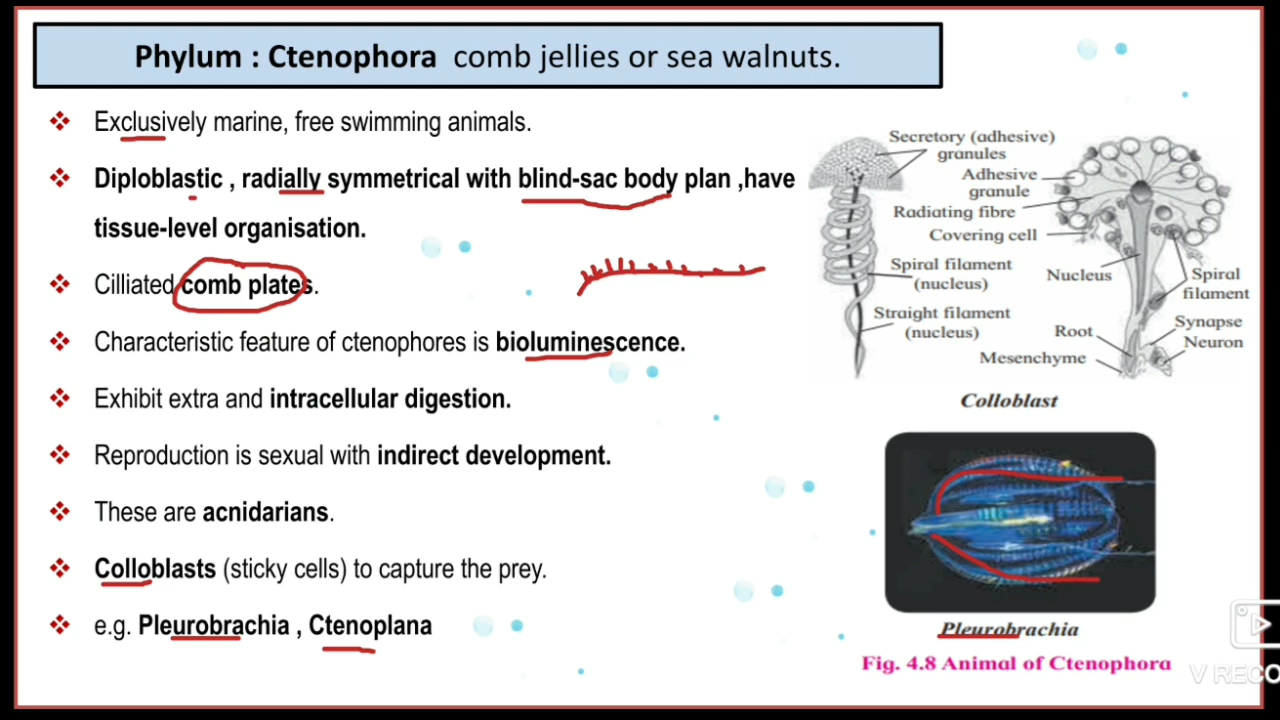 Phylum : Ctenophora comb jellies or sea walnuts.
Exclusively marine, free swimming animals.
Diploblastic , radially symmetrical with blind-sac body plan ,have
tissue-level organisation.
Cilliated comb plates.
Characteristic feature of ctenophores is bioluminescence.
Exhibit extra and intracellular digestion.
Reproduction is sexual with indirect development.
These are acnidarians.
Colloblasts (sticky cells) to capture the prey.
e.g. Pleurobrachia , Ctenoplana
Secretory (adhesive)
granules
Adhesive
granule
Radiating fibre
Covering cell
Spiral filament
(nucleus)
Straight filament
(nucleus)
Nucleus
Spiral
filament
Root
Synapse
Neuron
Mesenchyme
Colloblast
Pleurobrachia
Fig. 4.8 Animal of Ctenophora
V RECO